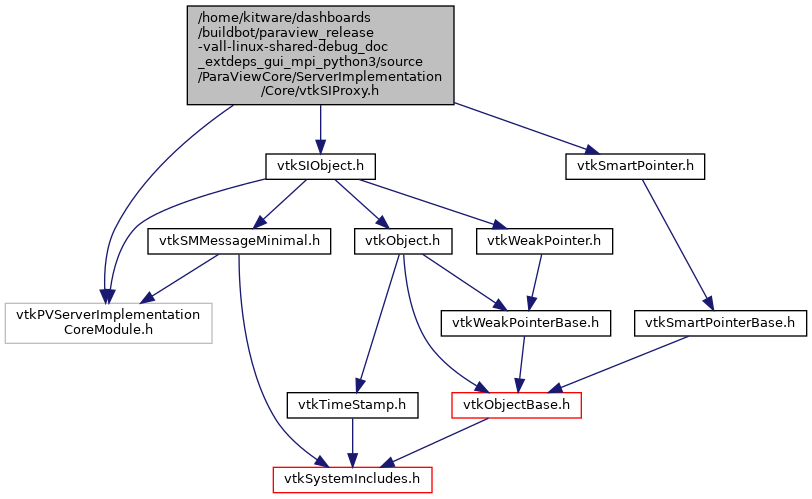 /home/kitware/dashboards
/buildbot/paraview_release
-vall-linux-shared-debug_doc
_extdeps_gui_mpi_python3/source
/ParaViewCore/ServerImplementation
/Core/vtkSIProxy.h
vtkSIObject.h
vtkSmartPointer.h
vtkSMMessageMinimal.h
vtkObject.h
vtkWeakPointer.h
vtkPVServerImplementation
CoreModule.h
vtkWeakPointerBase.h
vtkSmartPointerBase.h
vtkTimeStamp.h
vtkObjectBase.h
vtkSystemIncludes.h